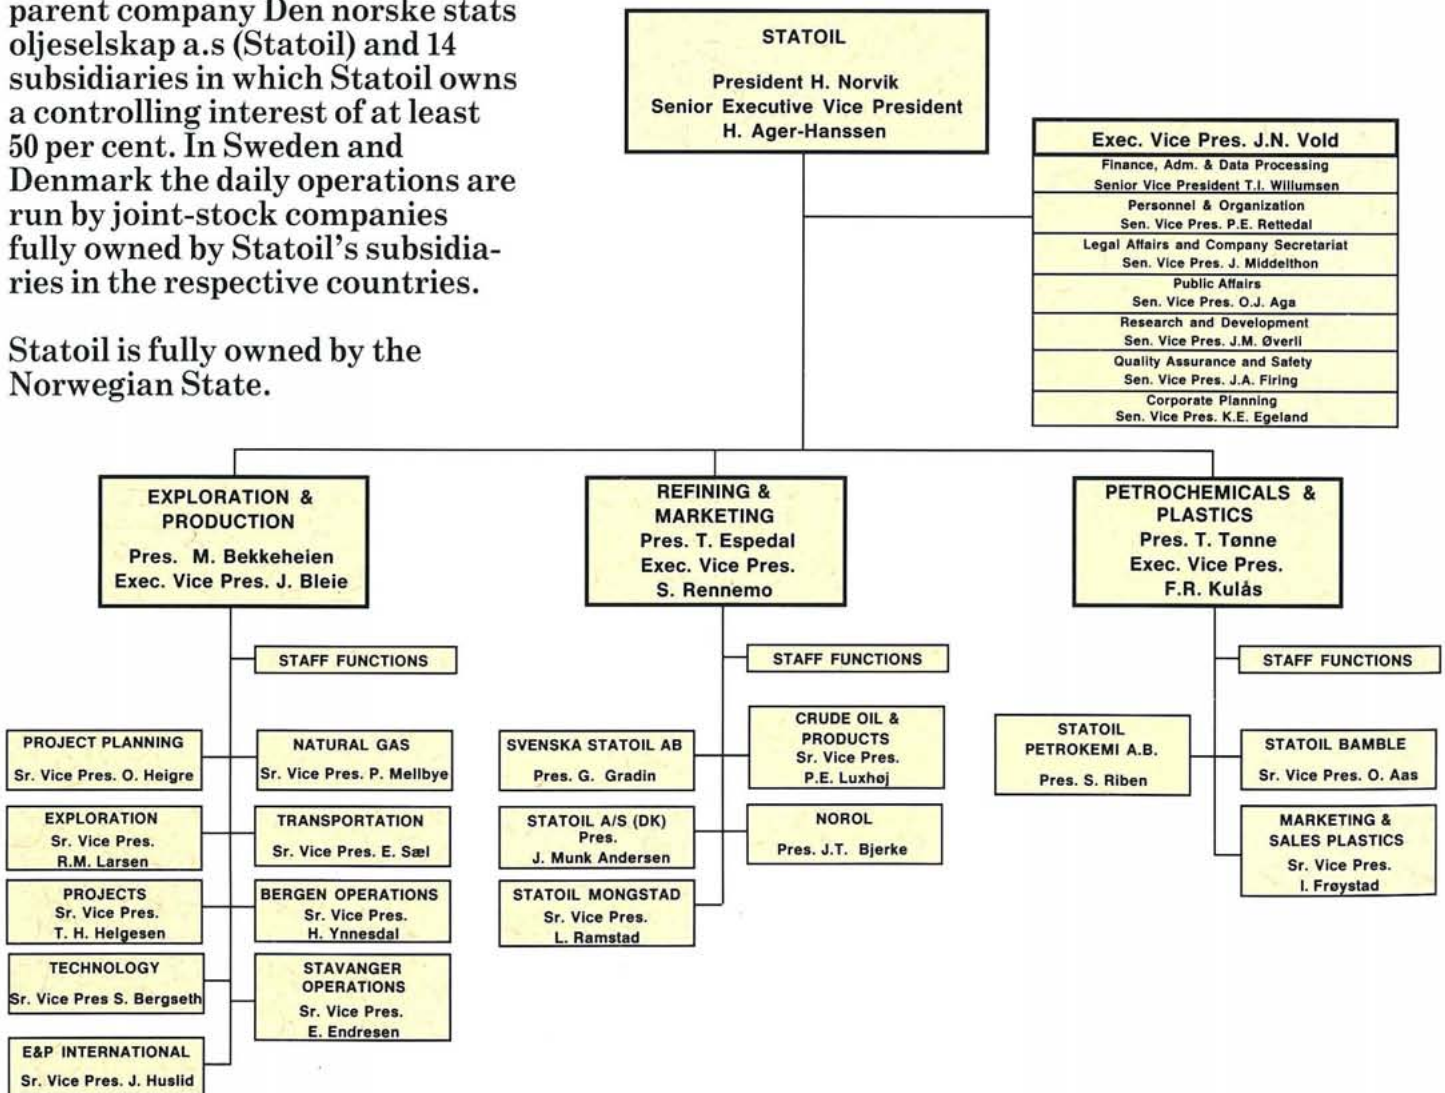 parent company Den norske stats
oljeselskap a.s (Statoil) and 14
subsidiaries in which Statoil owns
a controlling interest of at least
50 per cent. In Sweden and
Denmark the daily operations are
run by joint-stock companies
fully owned by Statoil's subsidia-
ries in the respective countries.
Statoil is fully owned by the
Norwegian State.
STATOIL
President H. Norvik
Senior Executive Vice President
H. Ager-Hanssen
Exec. Vice Pres. J.N. Vold
Finance, Adm. & Data Processing
Senior Vice President T.I. Willumsen
Personnel & Organization
Sen. Vice Pres. P.E. Rettedal
Legal Affairs and Company Secretariat
Sen. Vice Pres. J. Middelthon
Public Affairs
Sen. Vice Pres. O.J. Aga
Research and Development
Sen. Vice Pres. J.M. Øverli
Quality Assurance and Safety
Sen. Vice Pres. J.A. Firing
Corporate Planning
Sen. Vice Pres. K.E. Egeland
EXPLORATION &
PRODUCTION
Pres. M. Bekkeheien
Exec. Vice Pres. J. Bleie
STAFF FUNCTIONS
PROJECT PLANNING
Sr. Vice Pres. O. Heigre
NATURAL GAS
Sr. Vice Pres. P. Mellbye
EXPLORATION
Sr. Vice Pres.
R.M. Larsen
TRANSPORTATION
Sr. Vice Pres. E. Sæl
PROJECTS
Sr. Vice Pres.
T. H. Helgesen
BERGEN OPERATIONS
Sr. Vice Pres.
H. Ynnesdal
TECHNOLOGY
Sr. Vice Pres S. Bergseth
STAVANGER
OPERATIONS
Sr. Vice Pres.
E. Endresen
E&P INTERNATIONAL
Sr. Vice Pres. J. Huslid
REFINING &
MARKETING
Pres. T. Espedal
Exec. Vice Pres.
S. Rennemo
STAFF FUNCTIONS
SVENSKA STATOIL AB
Pres. G. Gradin
CRUDE OIL &
PRODUCTS
Sr. Vice Pres.
P.E. Luxhøj
STATOIL A/S (DK)
Pres.
J. Munk Andersen
NOROL
Pres. J.T. Bjerke
STATOIL MONGSTAD
Sr. Vice Pres.
L. Ramstad
PETROCHEMICALS &
PLASTICS
Pres. T. Tønne
Exec. Vice Pres.
F.R. Kulås
STAFF FUNCTIONS
STATOIL
PETROKEMI A.B.
Pres. S. Riben
STATOIL BAMBLE
Sr. Vice Pres. O. Aas
MARKETING &
SALES PLASTICS
Sr. Vice Pres.
I. Frøystad